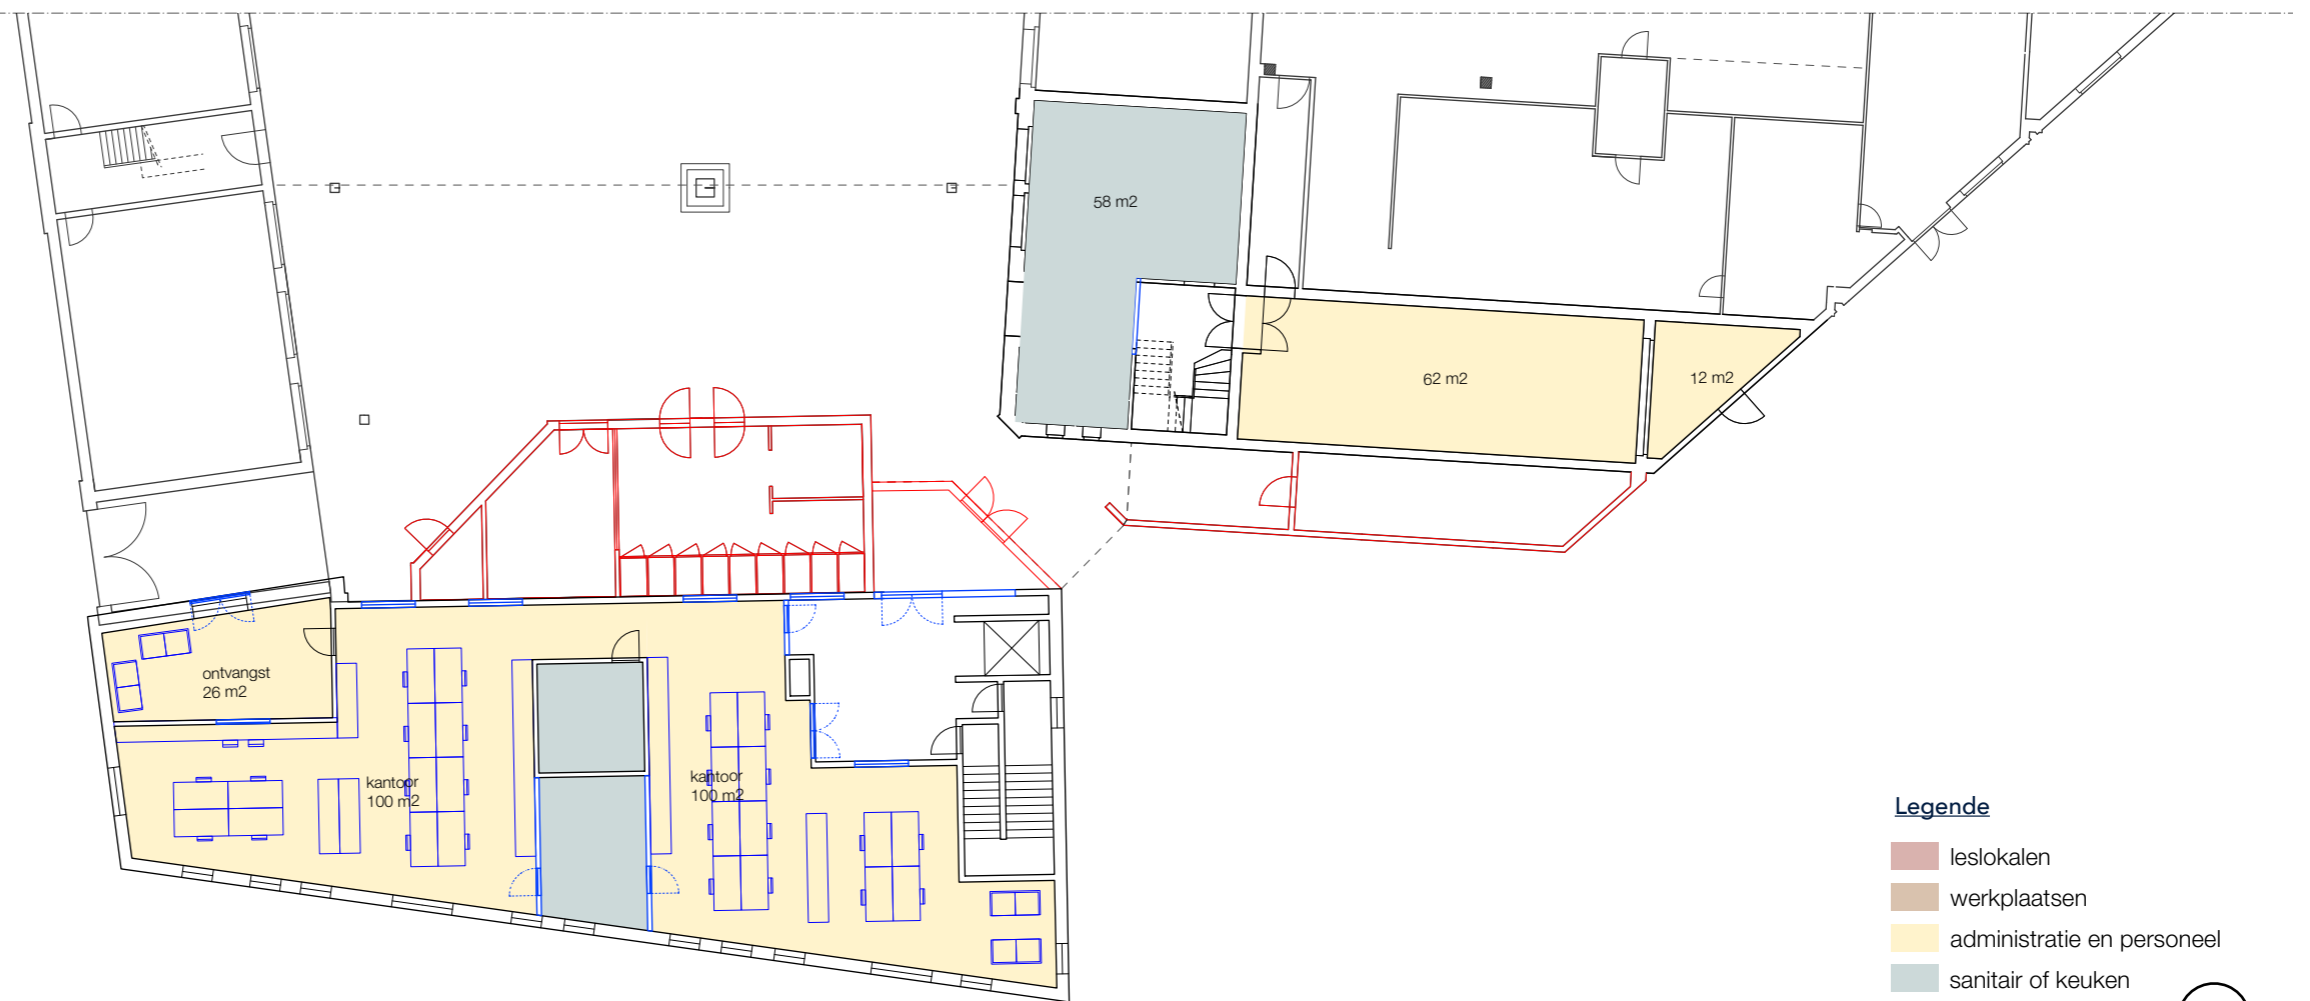 58 m2
62 m2
12 m2
ontvangst
26 m2
kantoor
100 m2
kantoor
100 m2
Legende
leslokalen
werkplaatsen
administratie en personeel
sanitair of keuken